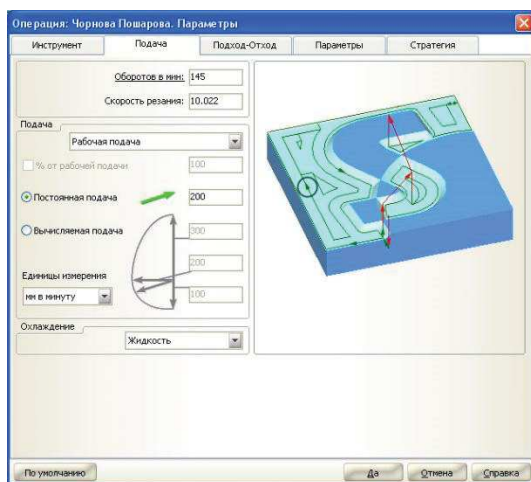 Операция: Чорнова Пошарова. Параметры
Инструмент Подача Подход-Отход Параметры Стратегия
Оборотов в мин: 145
Скорость резания: 10.022
Подача
Рабочая подача
% от рабочей подачи 100
Постоянная подача 200
Вычисляемая подача 300
200
Единицы измерения
мм в минуту 100
Охлаждение
Жидкость
По умолчанию Да Отмена Справка